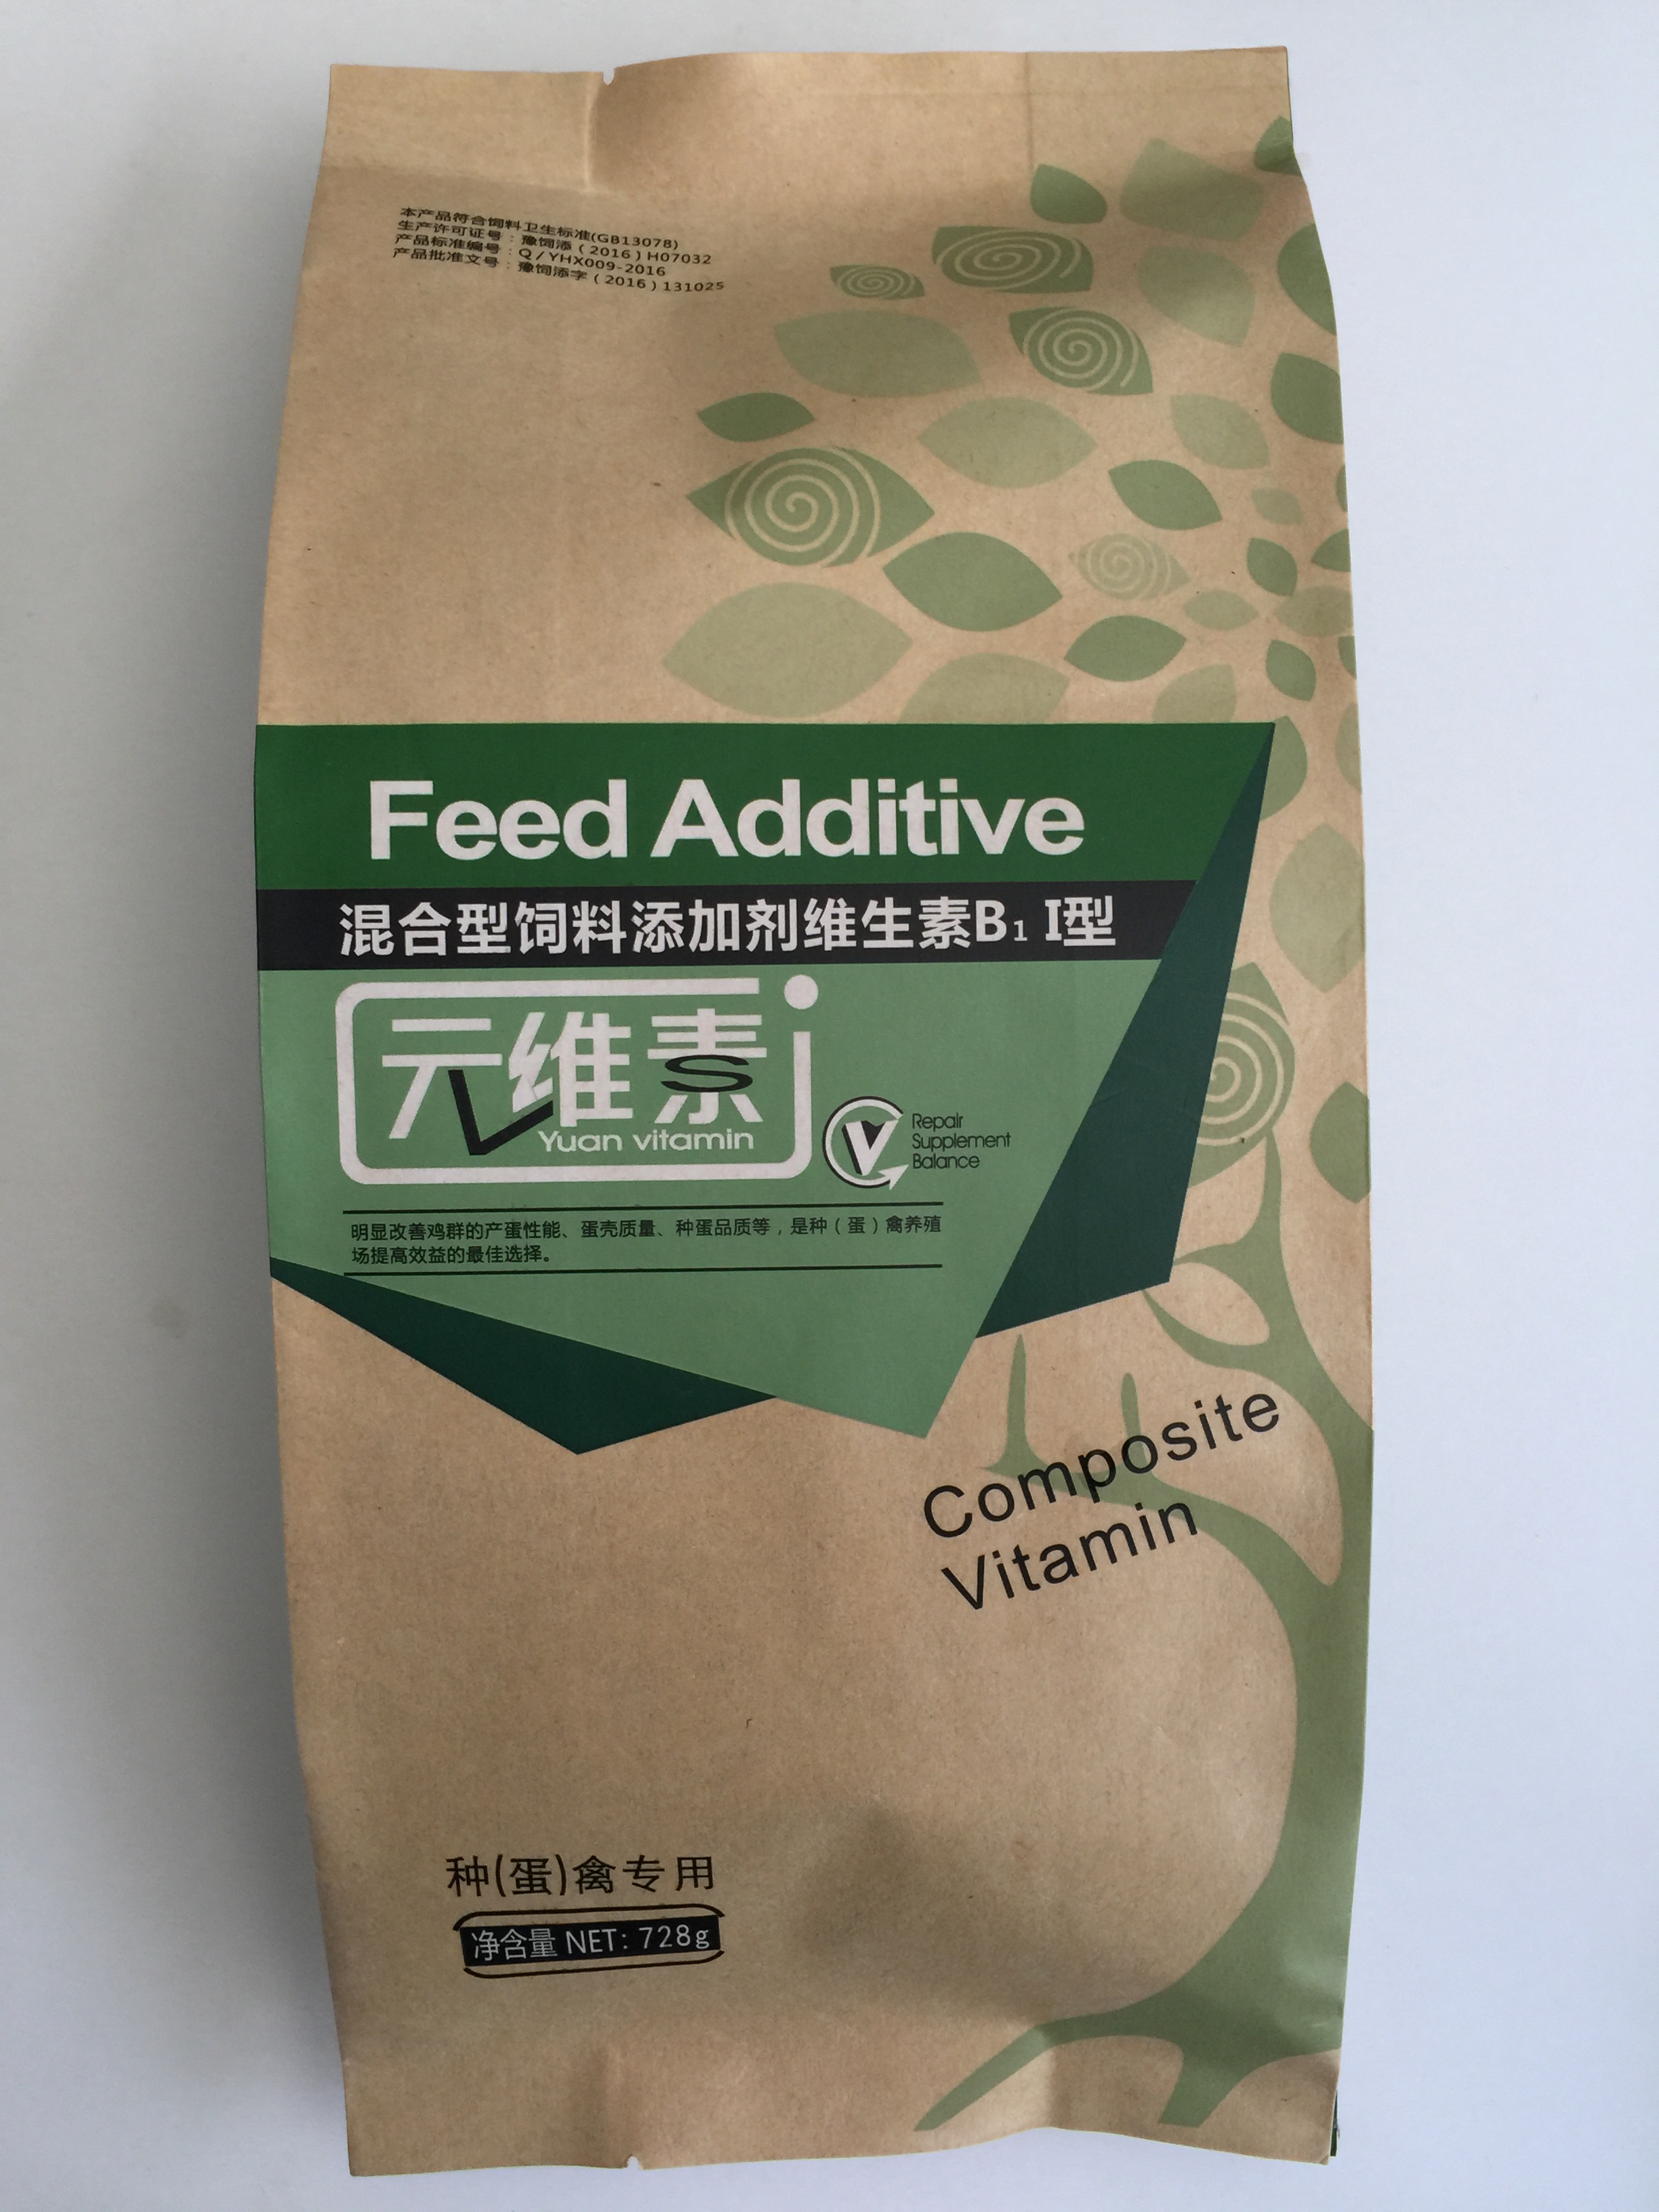 本产品符合饲料卫生标准(GB13078)
生产许可证号：豫饲添（2016）H07032
产品标准编号：Q/YHX009-2016
产品批准文号：豫饲添字（2016）131025
Feed Additive
混合型饲料添加剂维生素B₁ I型
元维素
Yuan vitamin
Repair
Supplement
Balance
明显改善鸡群的产蛋性能、蛋壳质量、种蛋品质等，是种（蛋）禽养殖
场提高效益的最佳选择。
Composite
Vitamin
种(蛋)禽专用
净含量 NET: 728g